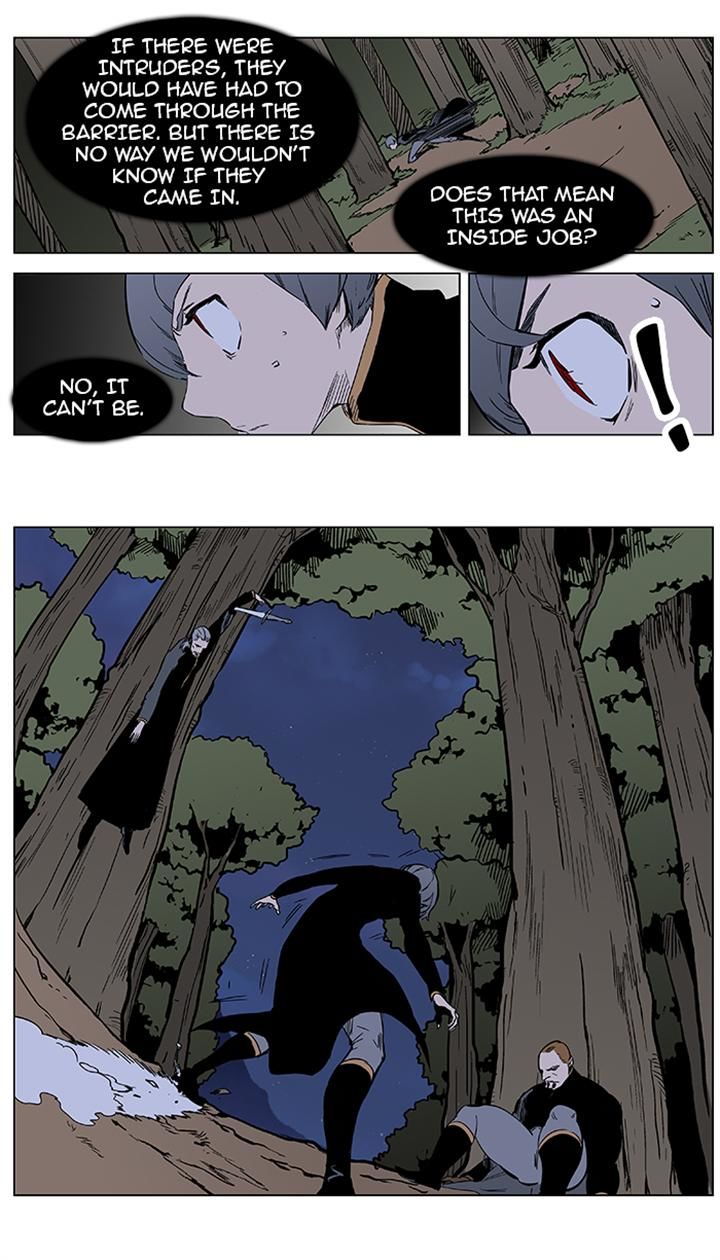 IF THERE WERE
INTRUDERS, THEY
WOULD HAVE HAD TO
COME THROUGH THE
BARRIER. BUT THERE IS
NO WAY WE WOULDN'T
KNOW IF THEY
CAME IN.
DOES THAT MEAN
THIS WAS AN
INSIDE JOB?
NO, IT
CAN'T BE.
!